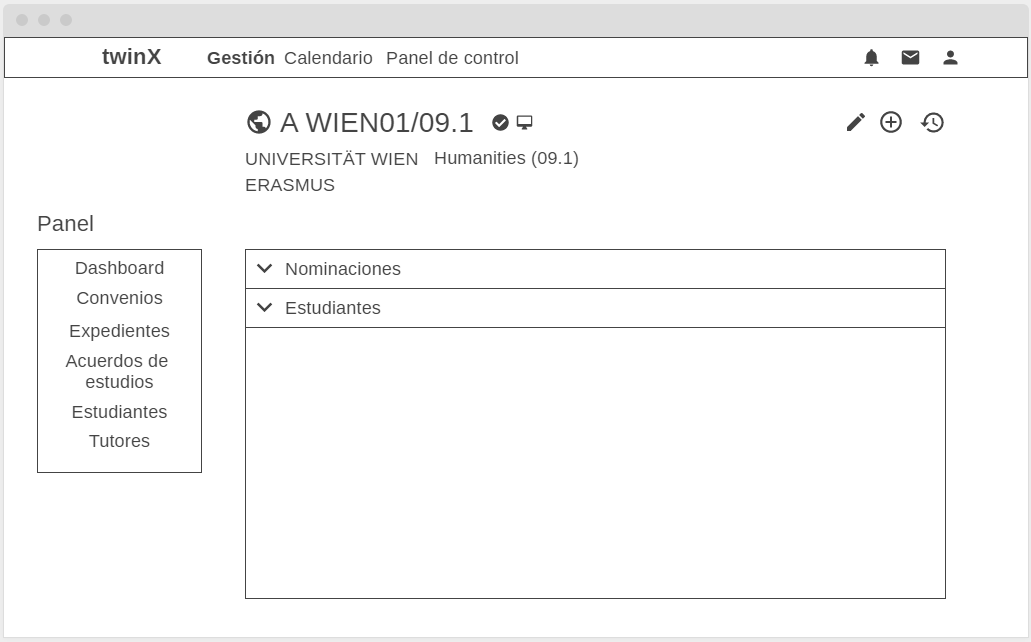 twinX Gestión Calendario Panel de control
A WIEN01/09.1
UNIVERSITÄT WIEN Humanities (09.1)
ERASMUS
Panel
Dashboard
Convenios
Expedientes
Acuerdos de
estudios
Estudiantes
Tutores
Nominaciones
Estudiantes